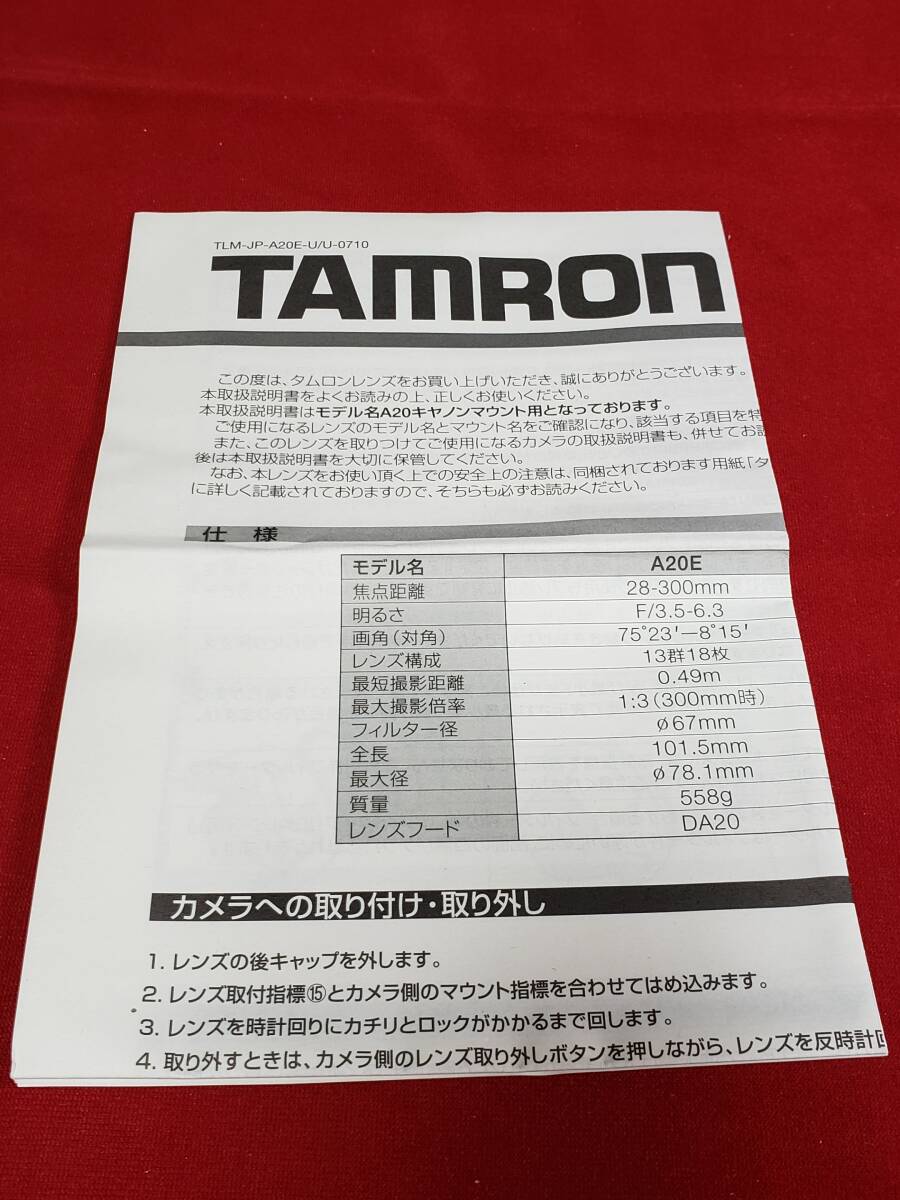 TLM-JP-A20E-U/U-0710
TAMRON
この度は、タムロンレンズをお買い上げいただき、誠にありがとうございます。
本取扱説明書をよくお読みの上、正しくお使いください。
本取扱説明書はモデル名A20キヤノンマウント用となっております。
ご使用になるレンズのモデル名とマウント名をご確認になり、該当する項目を特
また、このレンズを取りつけてご使用になるカメラの取扱説明書も、併せてお読
後は本取扱説明書を大切に保管してください。
なお、本レンズをお使い頂く上での安全上の注意は、同梱されております用紙「タ
に詳しく記載されておりますので、そちらも必ずお読みください。
仕 様
モデル名 A20E
焦点距離 28-300mm
明るさ F/3.5-6.3
画角(対角) 75°23′—8°15′
レンズ構成 13群18枚
最短撮影距離 0.49m
最大撮影倍率 1:3(300mm時)
フィルター径 ø67mm
全長 101.5mm
最大径 ø78.1mm
質量 558g
レンズフード DA20
カメラへの取り付け・取り外し
1. レンズの後キャップを外します。
2. レンズ取付指標⑮とカメラ側のマウント指標を合わせてはめ込みます。
3. レンズを時計回りにカチリとロックがかかるまで回します。
4. 取り外すときは、カメラ側のレンズ取り外しボタンを押しながら、レンズを反時計回